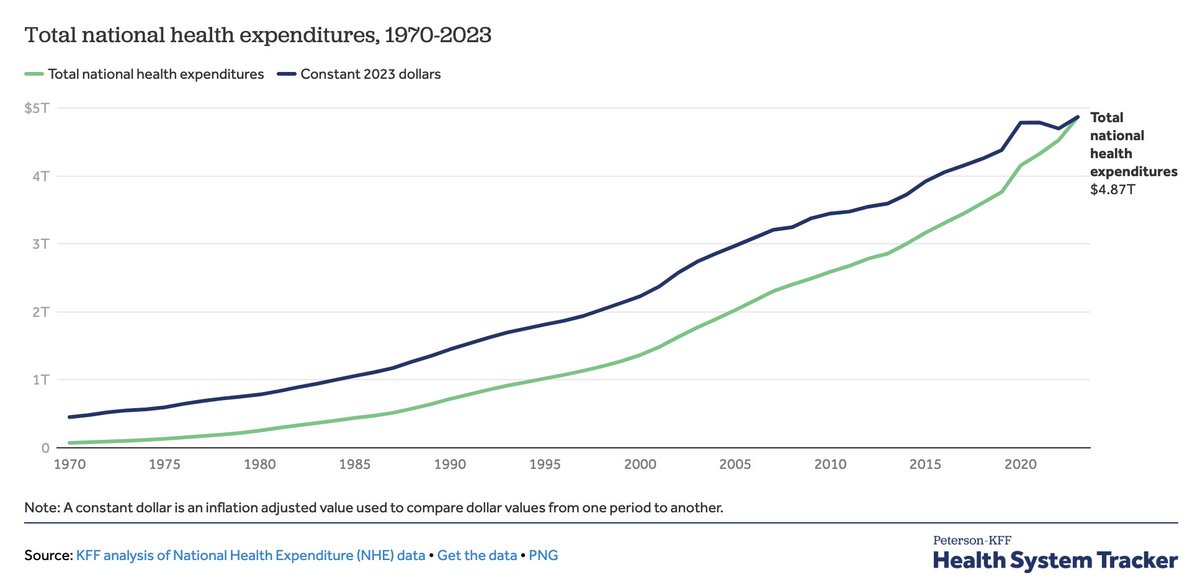 Total national health expenditures, 1970-2023
Total national health expenditures Constant 2023 dollars
$5T
4T
3T
2T
1T
0
1970 1975 1980 1985 1990 1995 2000 2005 2010 2015 2020
Total
national
health
expenditures
$4.87T
Note: A constant dollar is an inflation adjusted value used to compare dollar values from one period to another.
Source: KFF analysis of National Health Expenditure (NHE) data • Get the data • PNG
Peterson-KFF
Health System Tracker